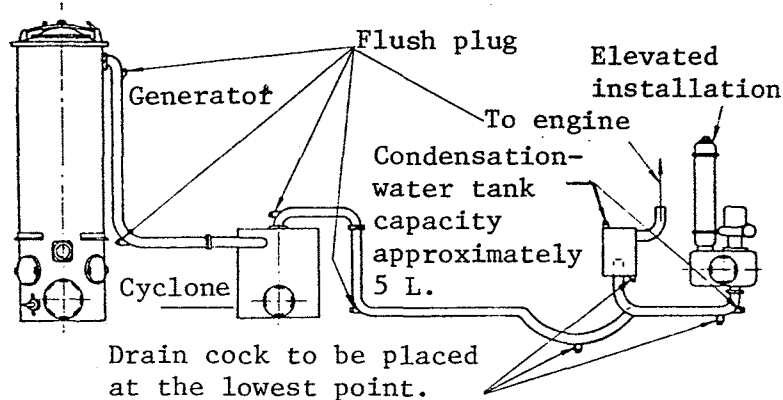 Flush plug
Elevated
installation
Generator
To engine
Condensation-
water tank
capacity
approximately
5 L.
Cyclone
Drain cock to be placed
at the lowest point.